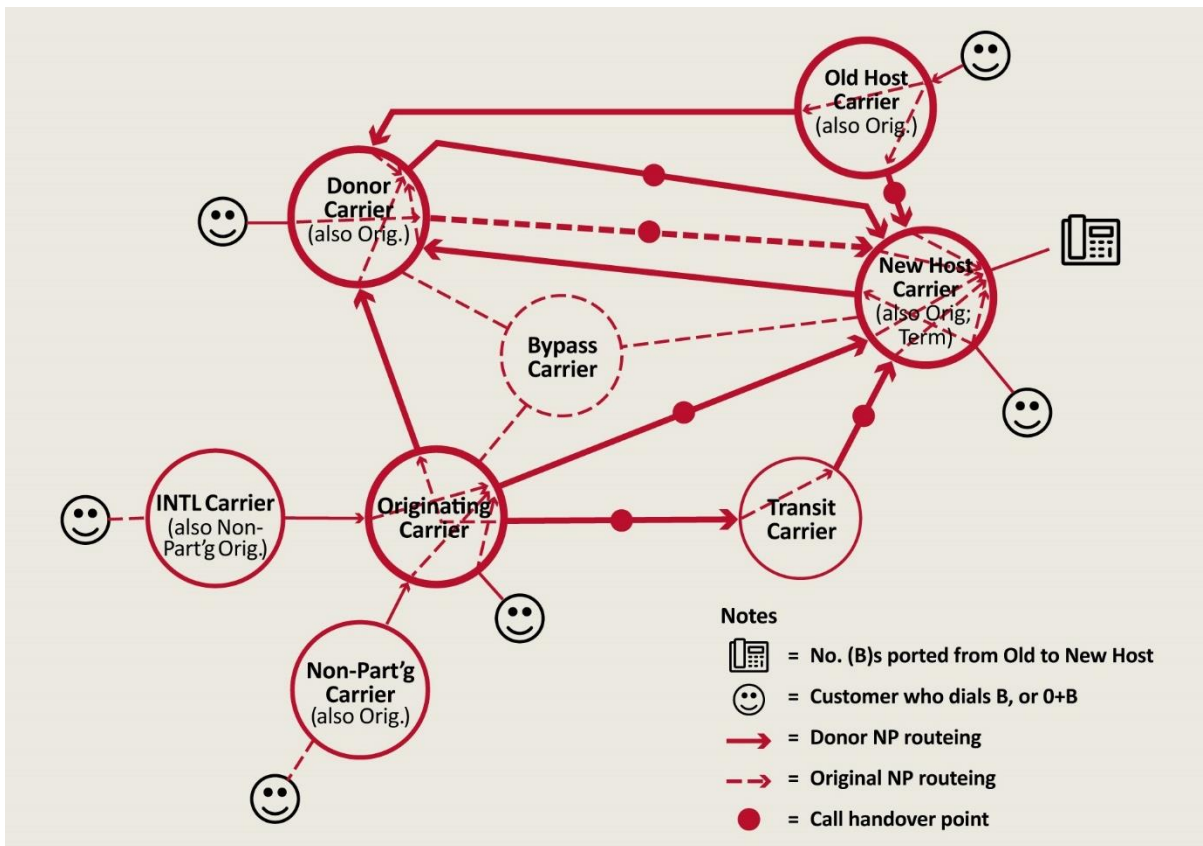 Old Host
Carrier
(also Orig.)
Donor
Carrier
(also Orig.)
New Host
Carrier
(also Orig;
Term)
Bypass
Carrier
INTL Carrier
(also Non-
Part'g Orig.)
Originating
Carrier
Transit
Carrier
Non-Part'g
Carrier
(also Orig.)
Notes
= No. (B)s ported from Old to New Host
= Customer who dials B, or 0+B
= Donor NP routeing
= Original NP routeing
= Call handover point